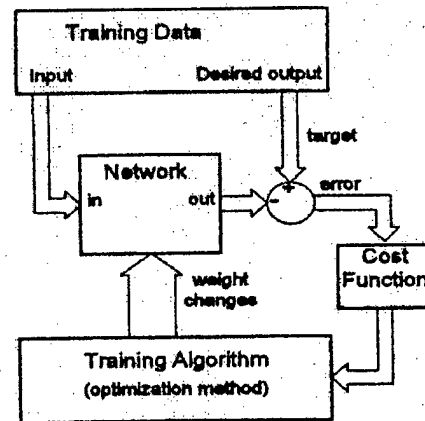 Training Data
Input
Desired output
target
Network
in
out
+
-
error
Cost
Function
weight
changes
Training Algorithm
(optimization method)